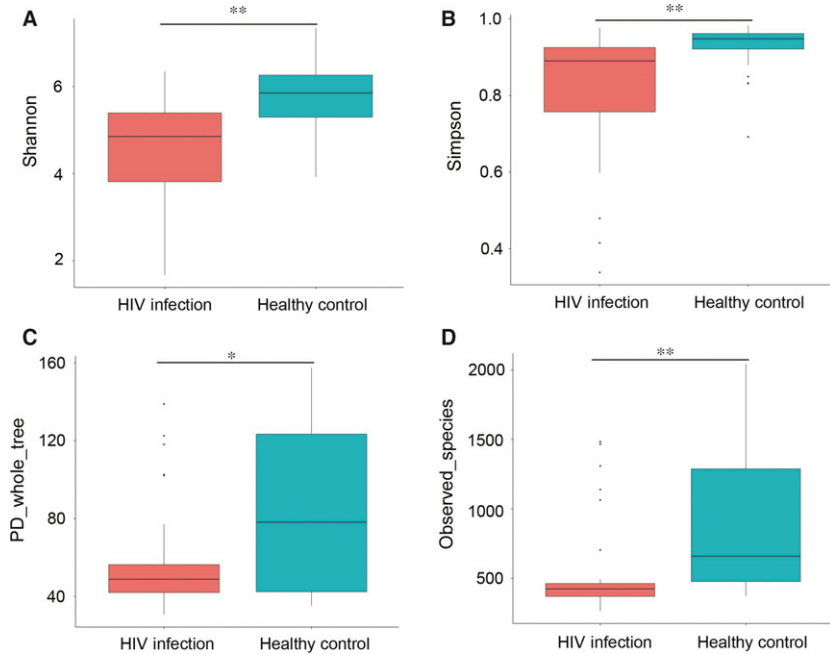 A
**
Shannon
6
4
2
HIV infection
Healthy control
B
**
Simpson
1.0
0.8
0.6
0.4
HIV infection
Healthy control
C
*
PD_whole_tree
160
120
80
40
HIV infection
Healthy control
D
**
Observed_species
2000
1500
1000
500
HIV infection
Healthy control